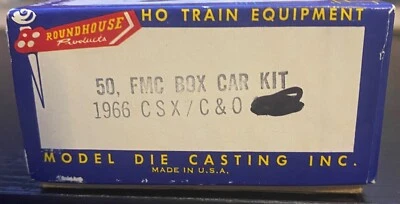 HO TRAIN EQUIPMENT
ROUNDHOUSE
Products
50, FMC BOX CAR KIT
1966 CSX/C&O
MODEL DIE CASTING INC.
MADE IN U.S.A.